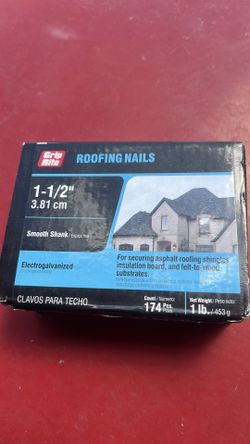 Grip
Rite
ROOFING NAILS
1-1/2"
3.81 cm
Smooth Shank /
Electrogalvanized
For securing asphalt roofing shingles,
insulation board, and felt-to-wood
substrates.
CLAVOS PARA TECHO
Count /
174 Pcs.
Net Weight /
1 lb. / 453 g